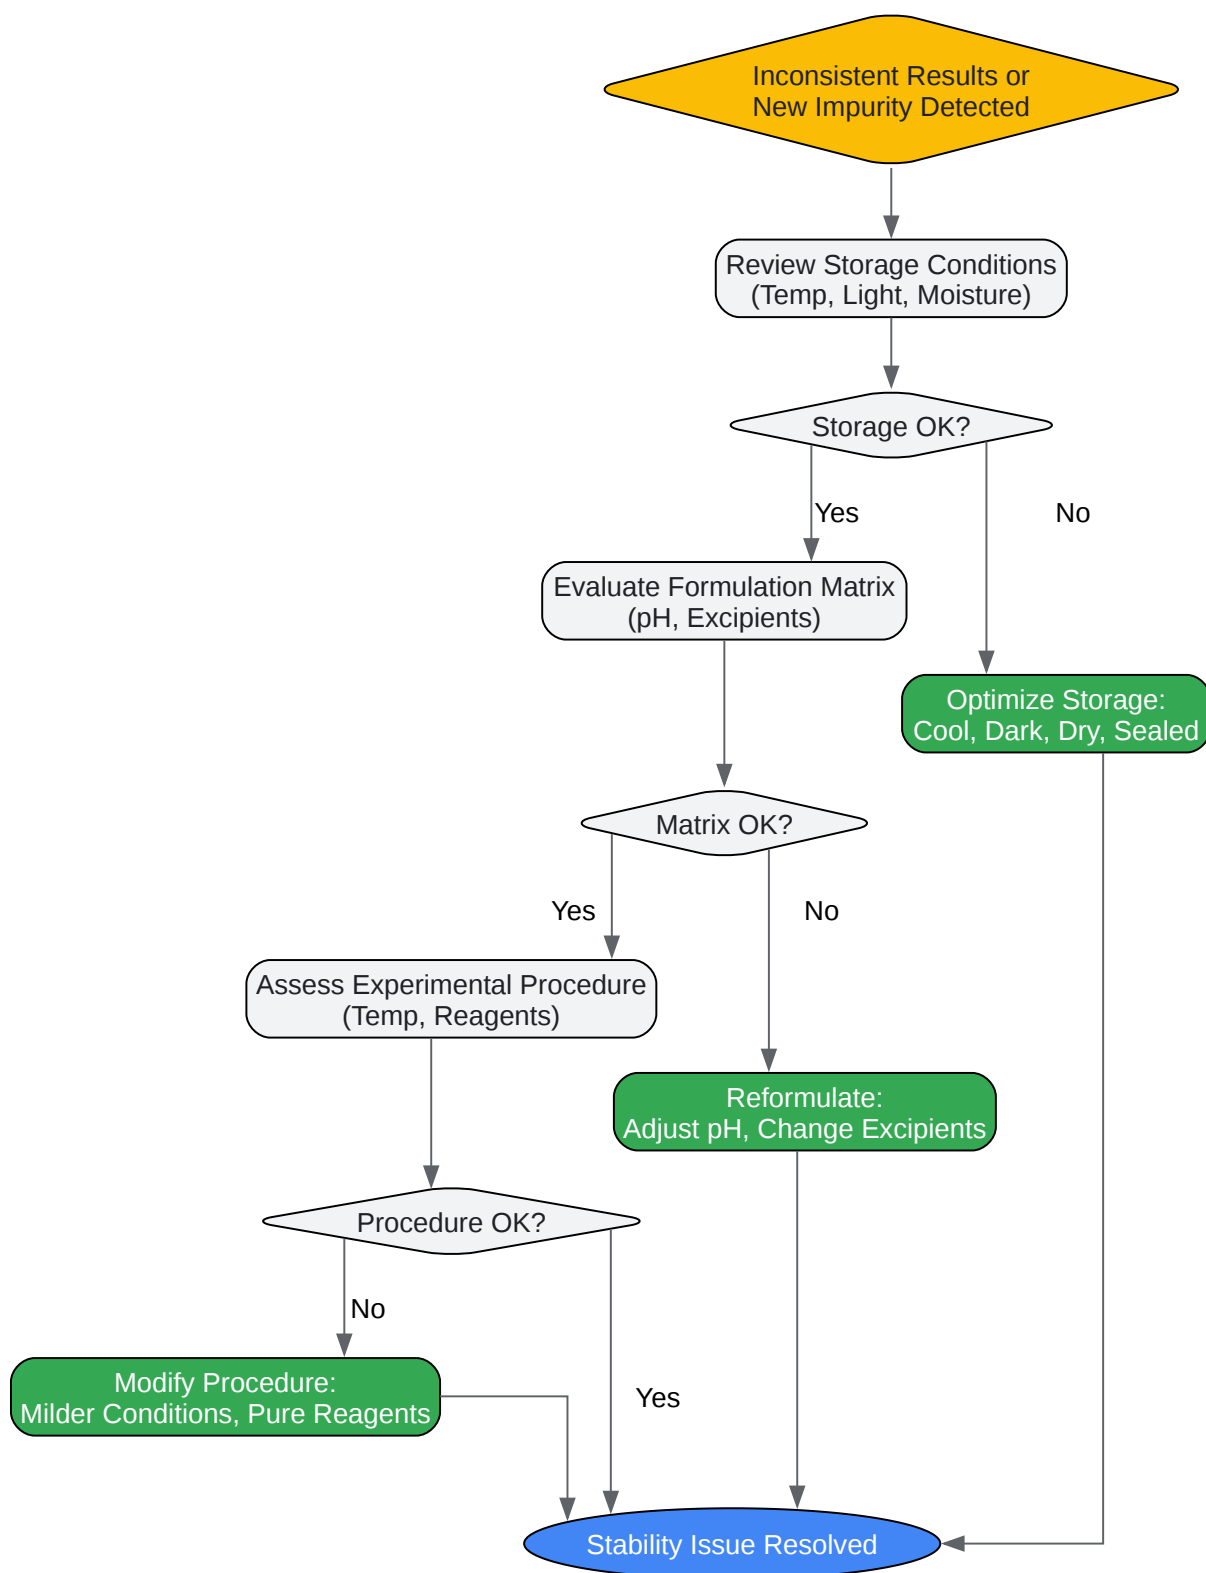 Inconsistent Results or
New Impurity Detected
Review Storage Conditions
(Temp, Light, Moisture)
Storage OK?
Yes
No
Evaluate Formulation Matrix
(pH, Excipients)
Optimize Storage:
Cool, Dark, Dry, Sealed
Matrix OK?
Yes
No
Assess Experimental Procedure
(Temp, Reagents)
Reformulate:
Adjust pH, Change Excipients
Procedure OK?
No
Yes
Modify Procedure:
Milder Conditions, Pure Reagents
Stability Issue Resolved